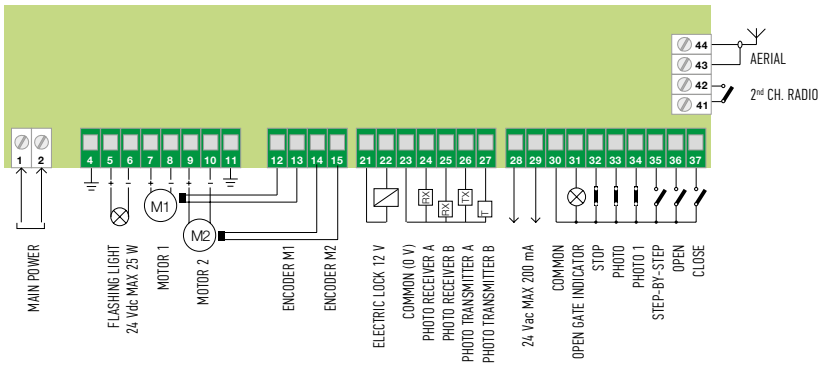 44
43
AERIAL
42
41
2nd CH. RADIO
1 2
4 5 6 7 8 9 10 11
12 13 14 15
21 22 23 24 25 26 27
28 29 30 31 32 33 34 35 36 37
+ − + − + −
RX
RX
TX
T
M1
M2
MAIN POWER
FLASHING LIGHT
24 Vdc MAX 25 W
MOTOR 1
MOTOR 2
ENCODER M1
ENCODER M2
ELECTRIC LOCK 12 V
COMMON (0 V)
PHOTO RECEIVER A
PHOTO RECEIVER B
PHOTO TRANSMITTER A
PHOTO TRANSMITTER B
24 Vac MAX 200 mA
COMMON
OPEN GATE INDICATOR
STOP
PHOTO
PHOTO 1
STEP-BY-STEP
OPEN
CLOSE